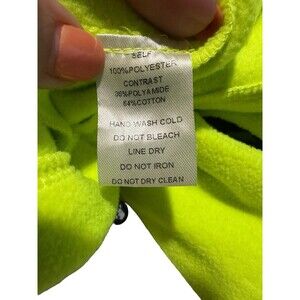 SELF
100%POLYESTER
CONTRAST
36%POLYAMIDE
64%COTTON
HAND WASH COLD
DO NOT BLEACH
LINE DRY
DO NOT IRON
DO NOT DRY CLEAN